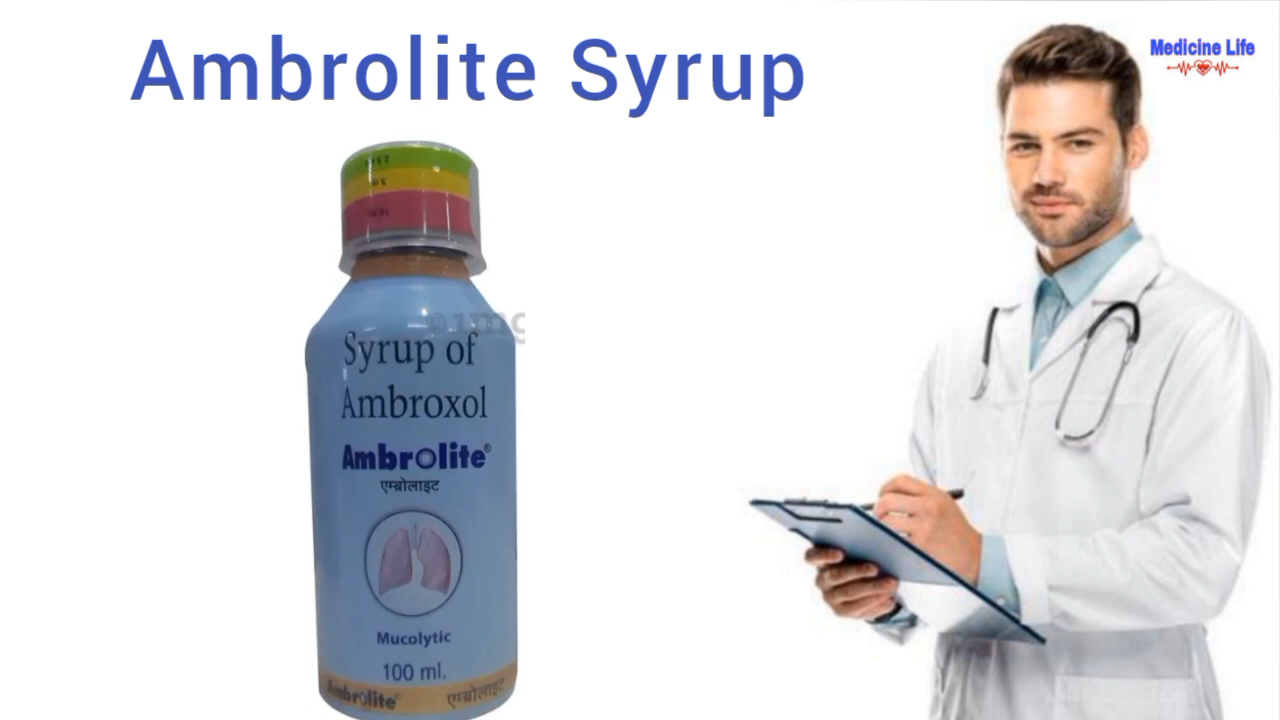 Ambrolite Syrup
Medicine Life
Syrup of
Ambroxol
Ambrolite®
एम्ब्रोलाइट
Mucolytic
100 ml.
Ambrolite®
एम्ब्रोलाइट